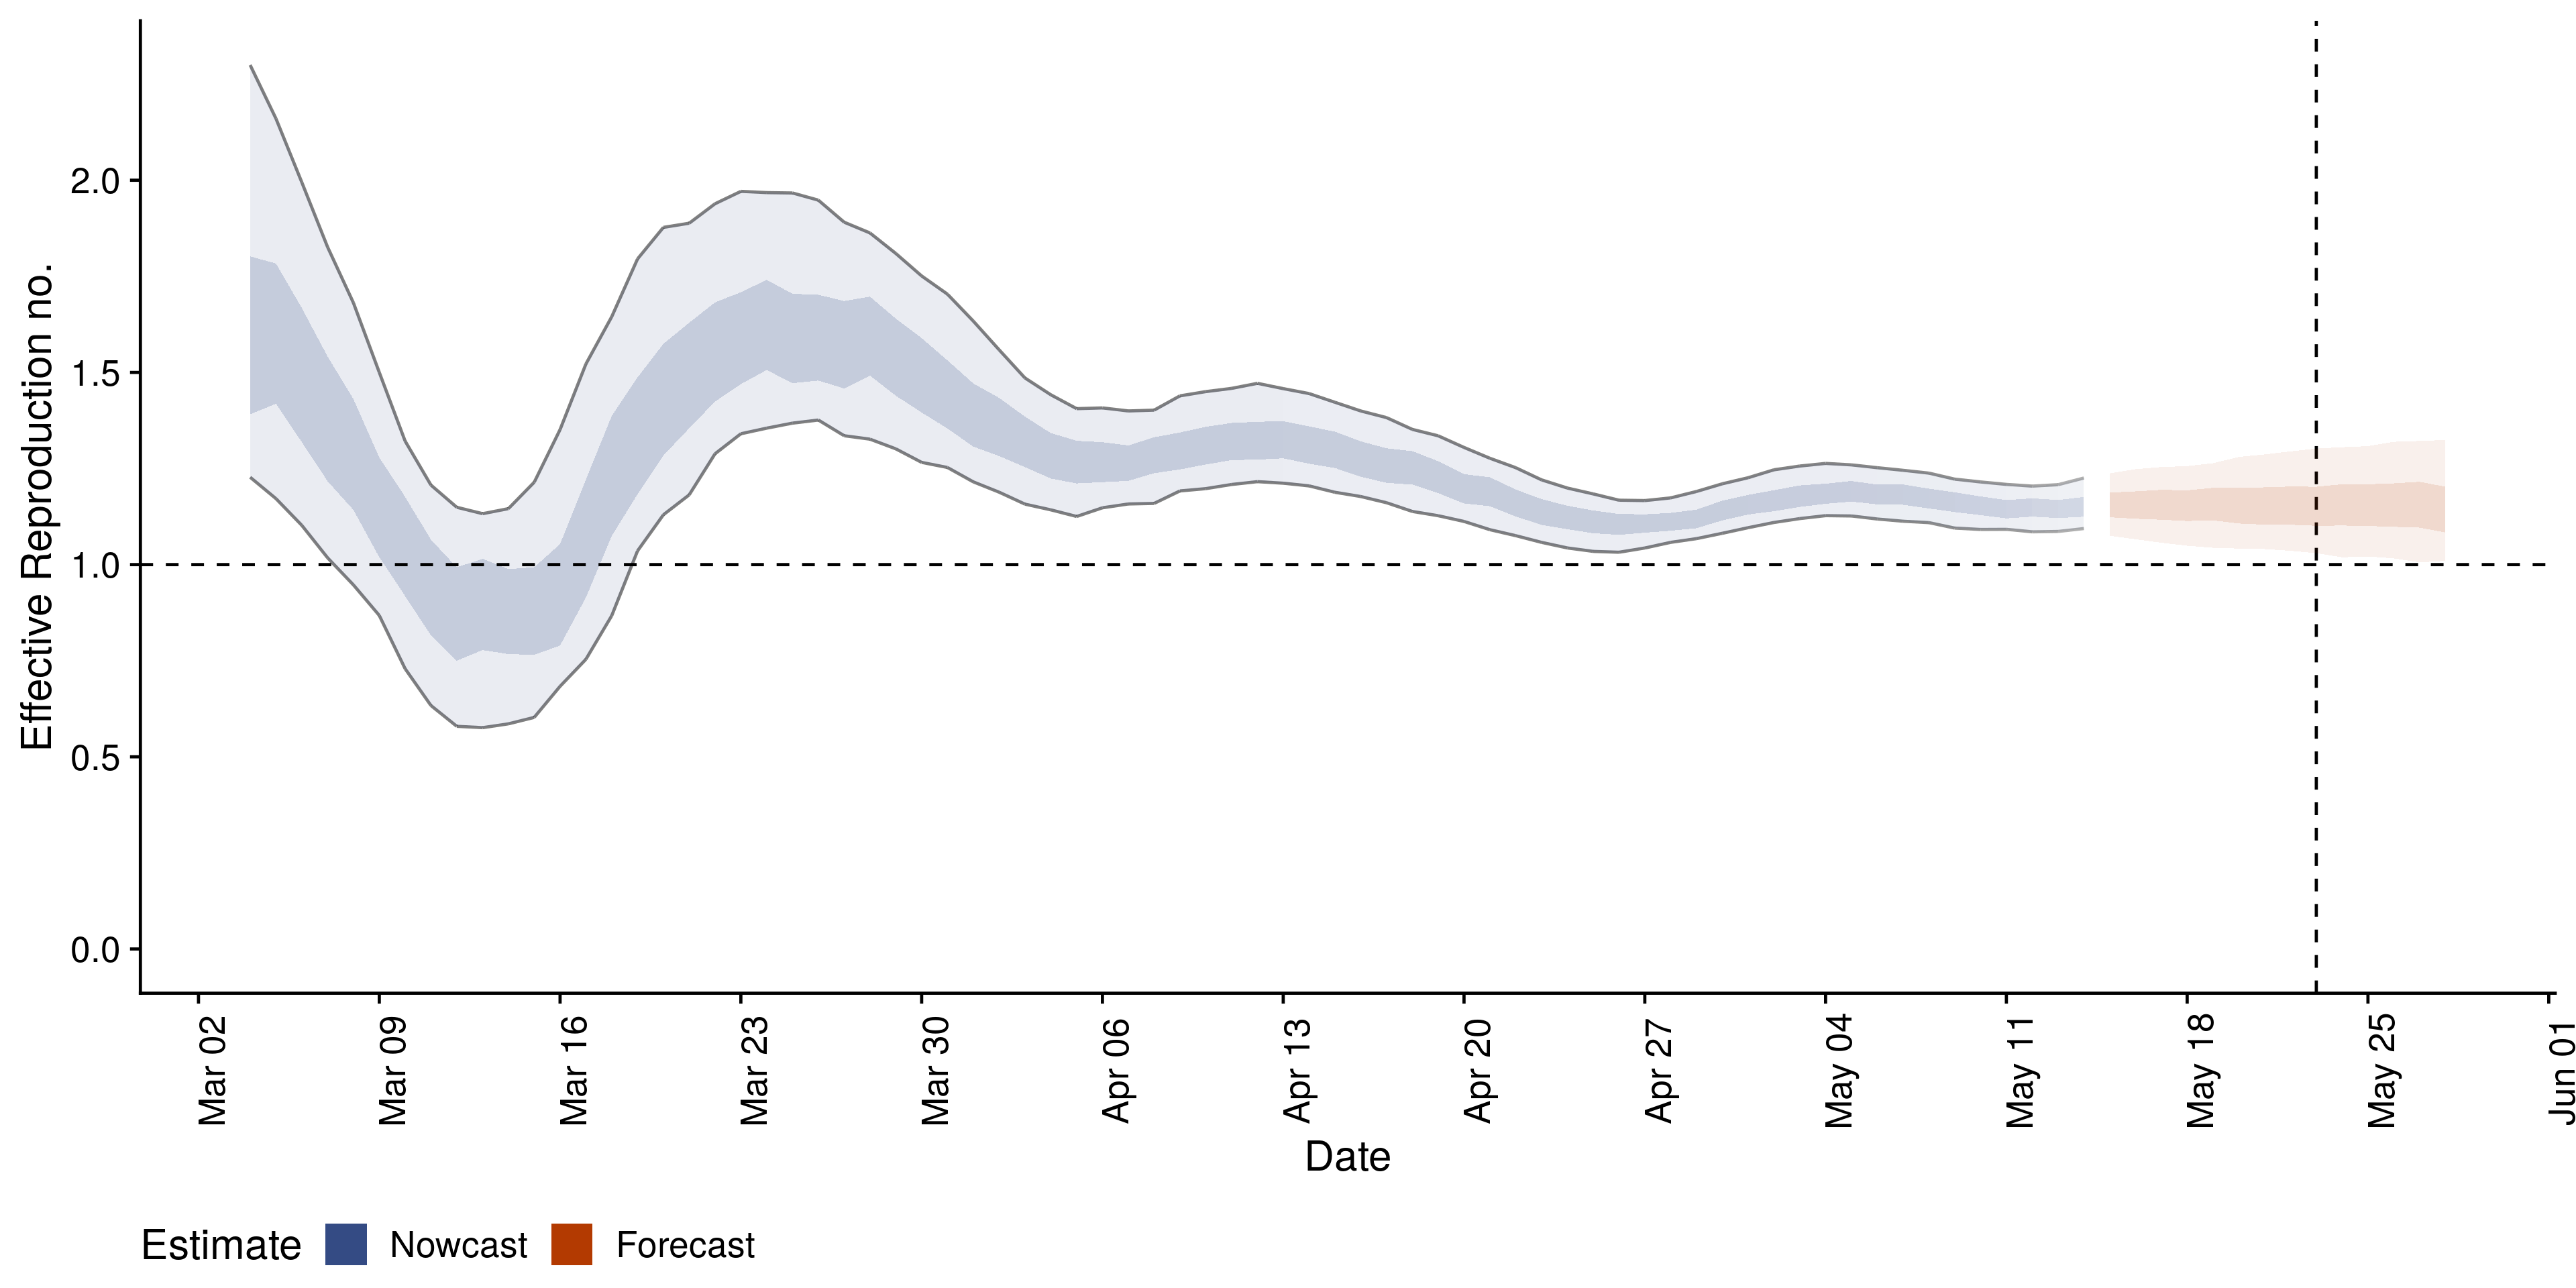 Effective Reproduction no.
2.0
1.5
1.0
0.5
0.0
Mar 02
Mar 09
Mar 16
Mar 23
Mar 30
Apr 06
Apr 13
Apr 20
Apr 27
May 04
May 11
May 18
May 25
Jun 01
Date
Estimate Nowcast Forecast